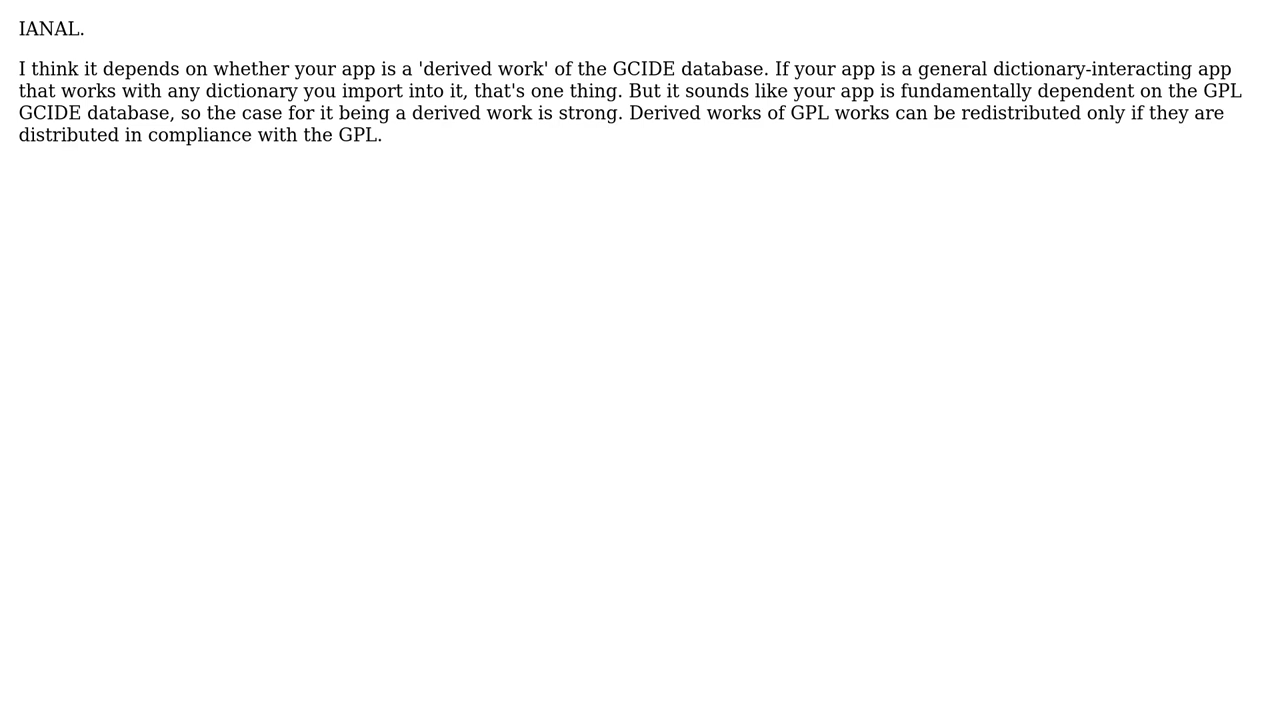 IANAL.
I think it depends on whether your app is a 'derived work' of the GCIDE database. If your app is a general dictionary-interacting app
that works with any dictionary you import into it, that's one thing. But it sounds like your app is fundamentally dependent on the GPL
GCIDE database, so the case for it being a derived work is strong. Derived works of GPL works can be redistributed only if they are
distributed in compliance with the GPL.